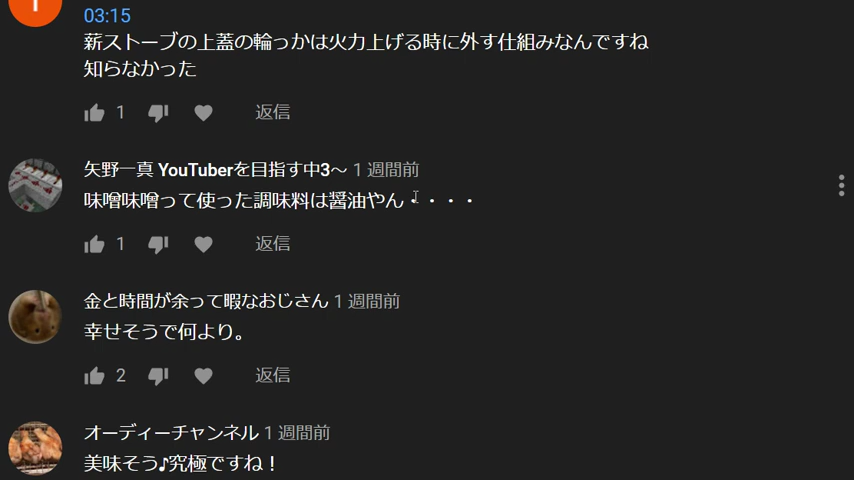 03:15
薪ストーブの上蓋の輪っかは火力上げる時に外す仕組みなんですね
知らなかった
1 返信
矢野一真 YouTuberを目指す中3〜 1 週間前
味噌味噌って使った調味料は醤油やん・・・・
1 返信
金と時間が余って暇なおじさん 1 週間前
幸せそうで何より。
2 返信
オーディーチャンネル 1 週間前
美味そう♪究極ですね！